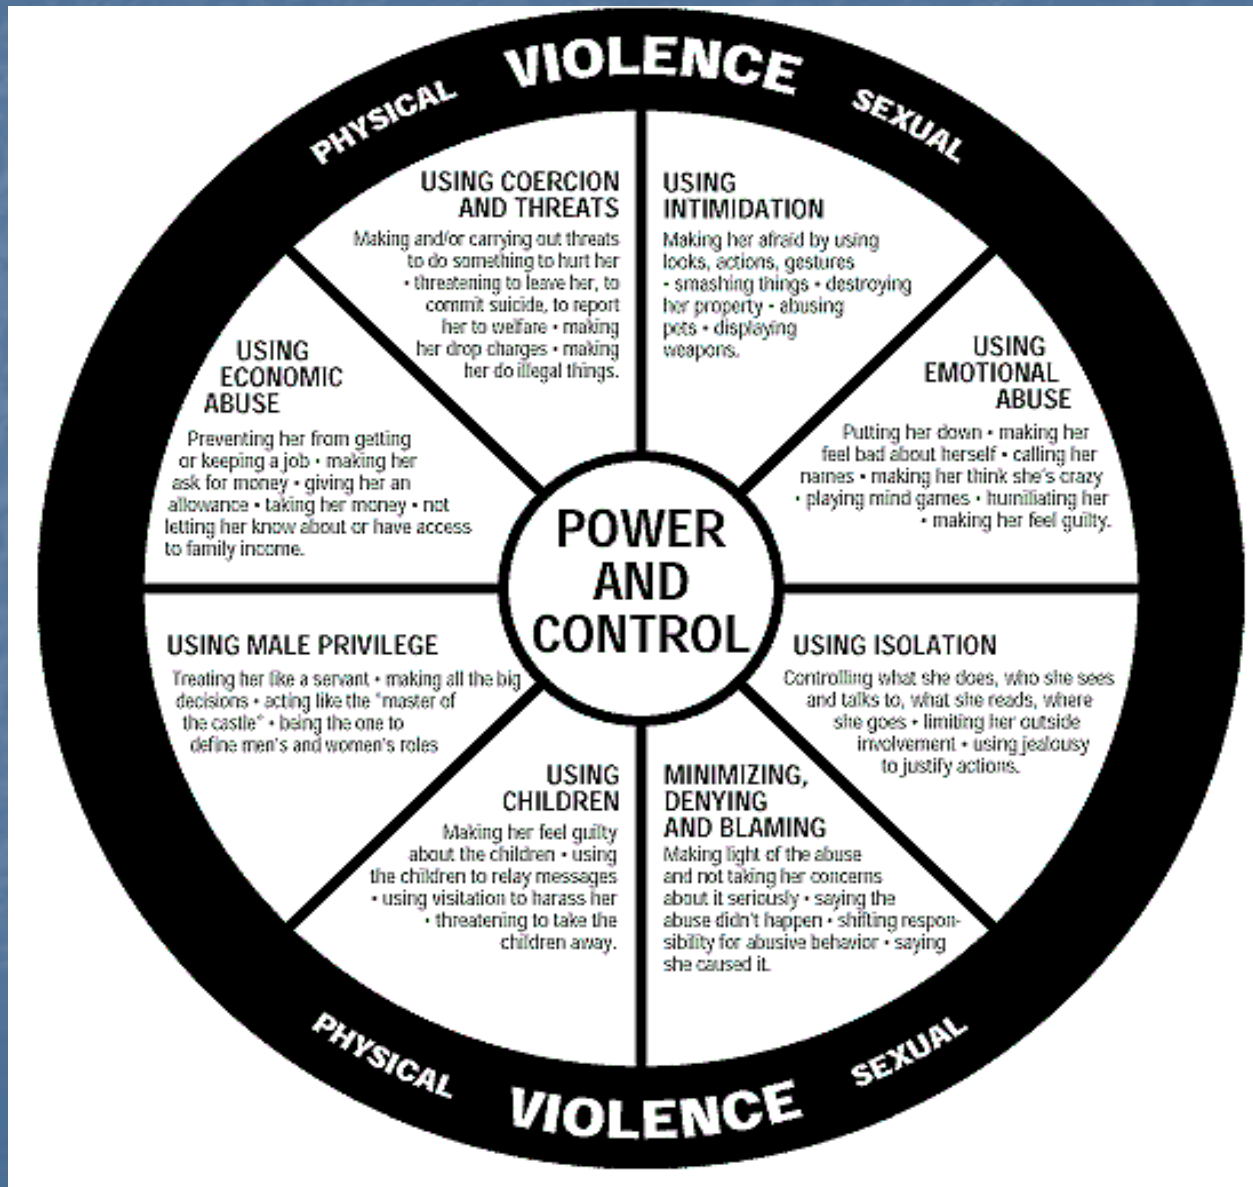 PHYSICAL VIOLENCE SEXUAL
USING COERCION
AND THREATS
Making and/or carrying out threats
to do something to hurt her
• threatening to leave her, to
commit suicide, to report
her to welfare • making
her drop charges • making
her do illegal things.
USING
INTIMIDATION
Making her afraid by using
looks, actions, gestures
• smashing things • destroying
her property • abusing
pets • displaying
weapons.
USING
ECONOMIC
ABUSE
Preventing her from getting
or keeping a job • making her
ask for money • giving her an
allowance • taking her money • not
letting her know about or have access
to family income.
USING
EMOTIONAL
ABUSE
Putting her down • making her
feel bad about herself • calling her
names • making her think she's crazy
• playing mind games • humiliating her
• making her feel guilty.
POWER
AND
CONTROL
USING MALE PRIVILEGE
Treating her like a servant • making all the big
decisions • acting like the "master of
the castle" • being the one to
define men's and women's roles
USING ISOLATION
Controlling what she does, who she sees
and talks to, what she reads, where
she goes • limiting her outside
involvement • using jealousy
to justify actions.
USING
CHILDREN
Making her feel guilty
about the children • using
the children to relay messages
• using visitation to harass her
• threatening to take the
children away.
MINIMIZING,
DENYING
AND BLAMING
Making light of the abuse
and not taking her concerns
about it seriously • saying the
abuse didn't happen • shifting respon-
sibility for abusive behavior • saying
she caused it.
PHYSICAL VIOLENCE SEXUAL